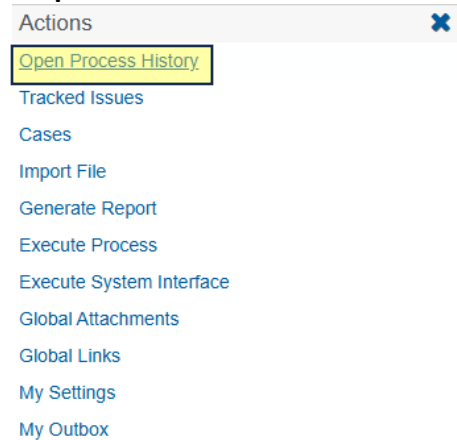 Actions
Open Process History
Tracked Issues
Cases
Import File
Generate Report
Execute Process
Execute System Interface
Global Attachments
Global Links
My Settings
My Outbox